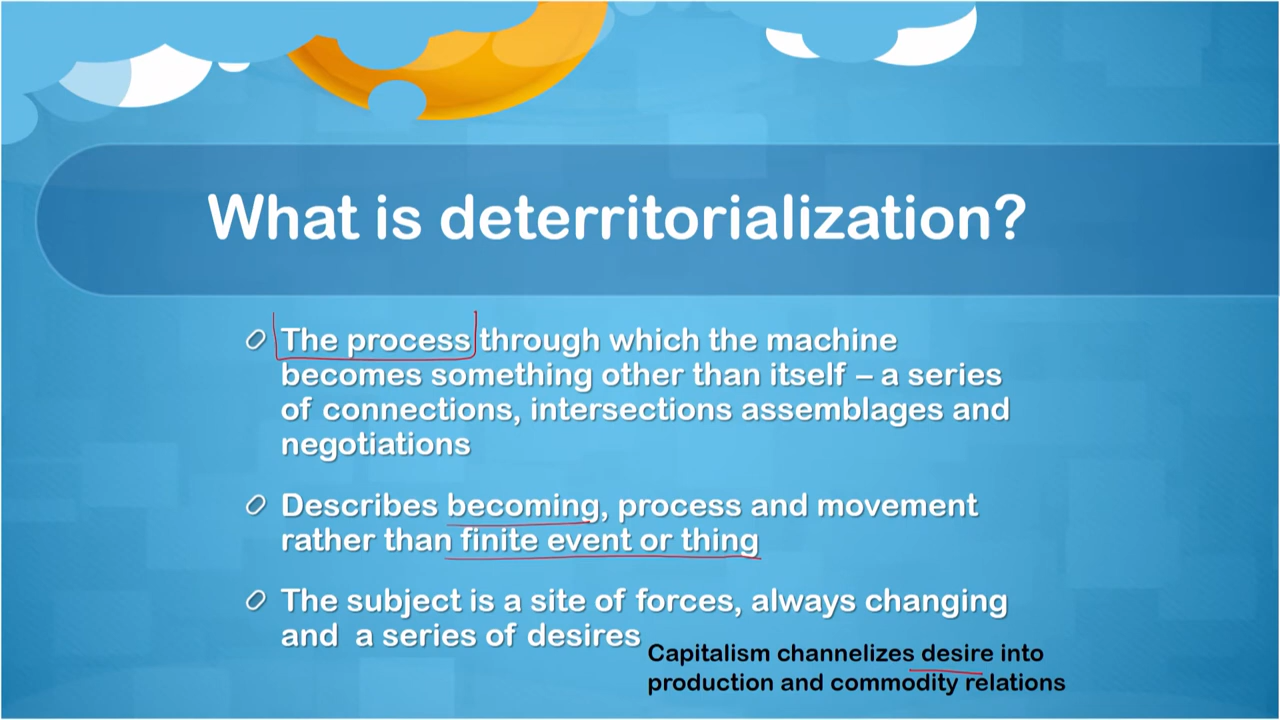 What is deterritorialization?
The process through which the machine
becomes something other than itself – a series
of connections, intersections assemblages and
negotiations
Describes becoming, process and movement
rather than finite event or thing
The subject is a site of forces, always changing
and a series of desires
Capitalism channelizes desire into
production and commodity relations